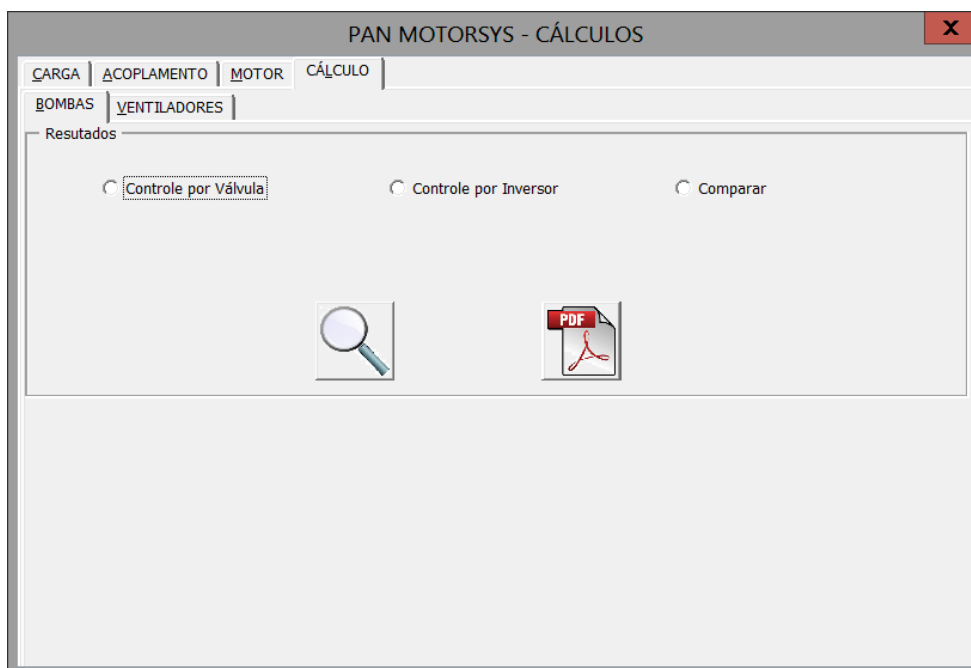 PAN MOTORSYS - CÁLCULOS
X
CARGA ACOPLAMENTO MOTOR CÁLCULO
BOMBAS VENTILADORES
Resutados
Controle por Válvula Controle por Inversor Comparar
PDF